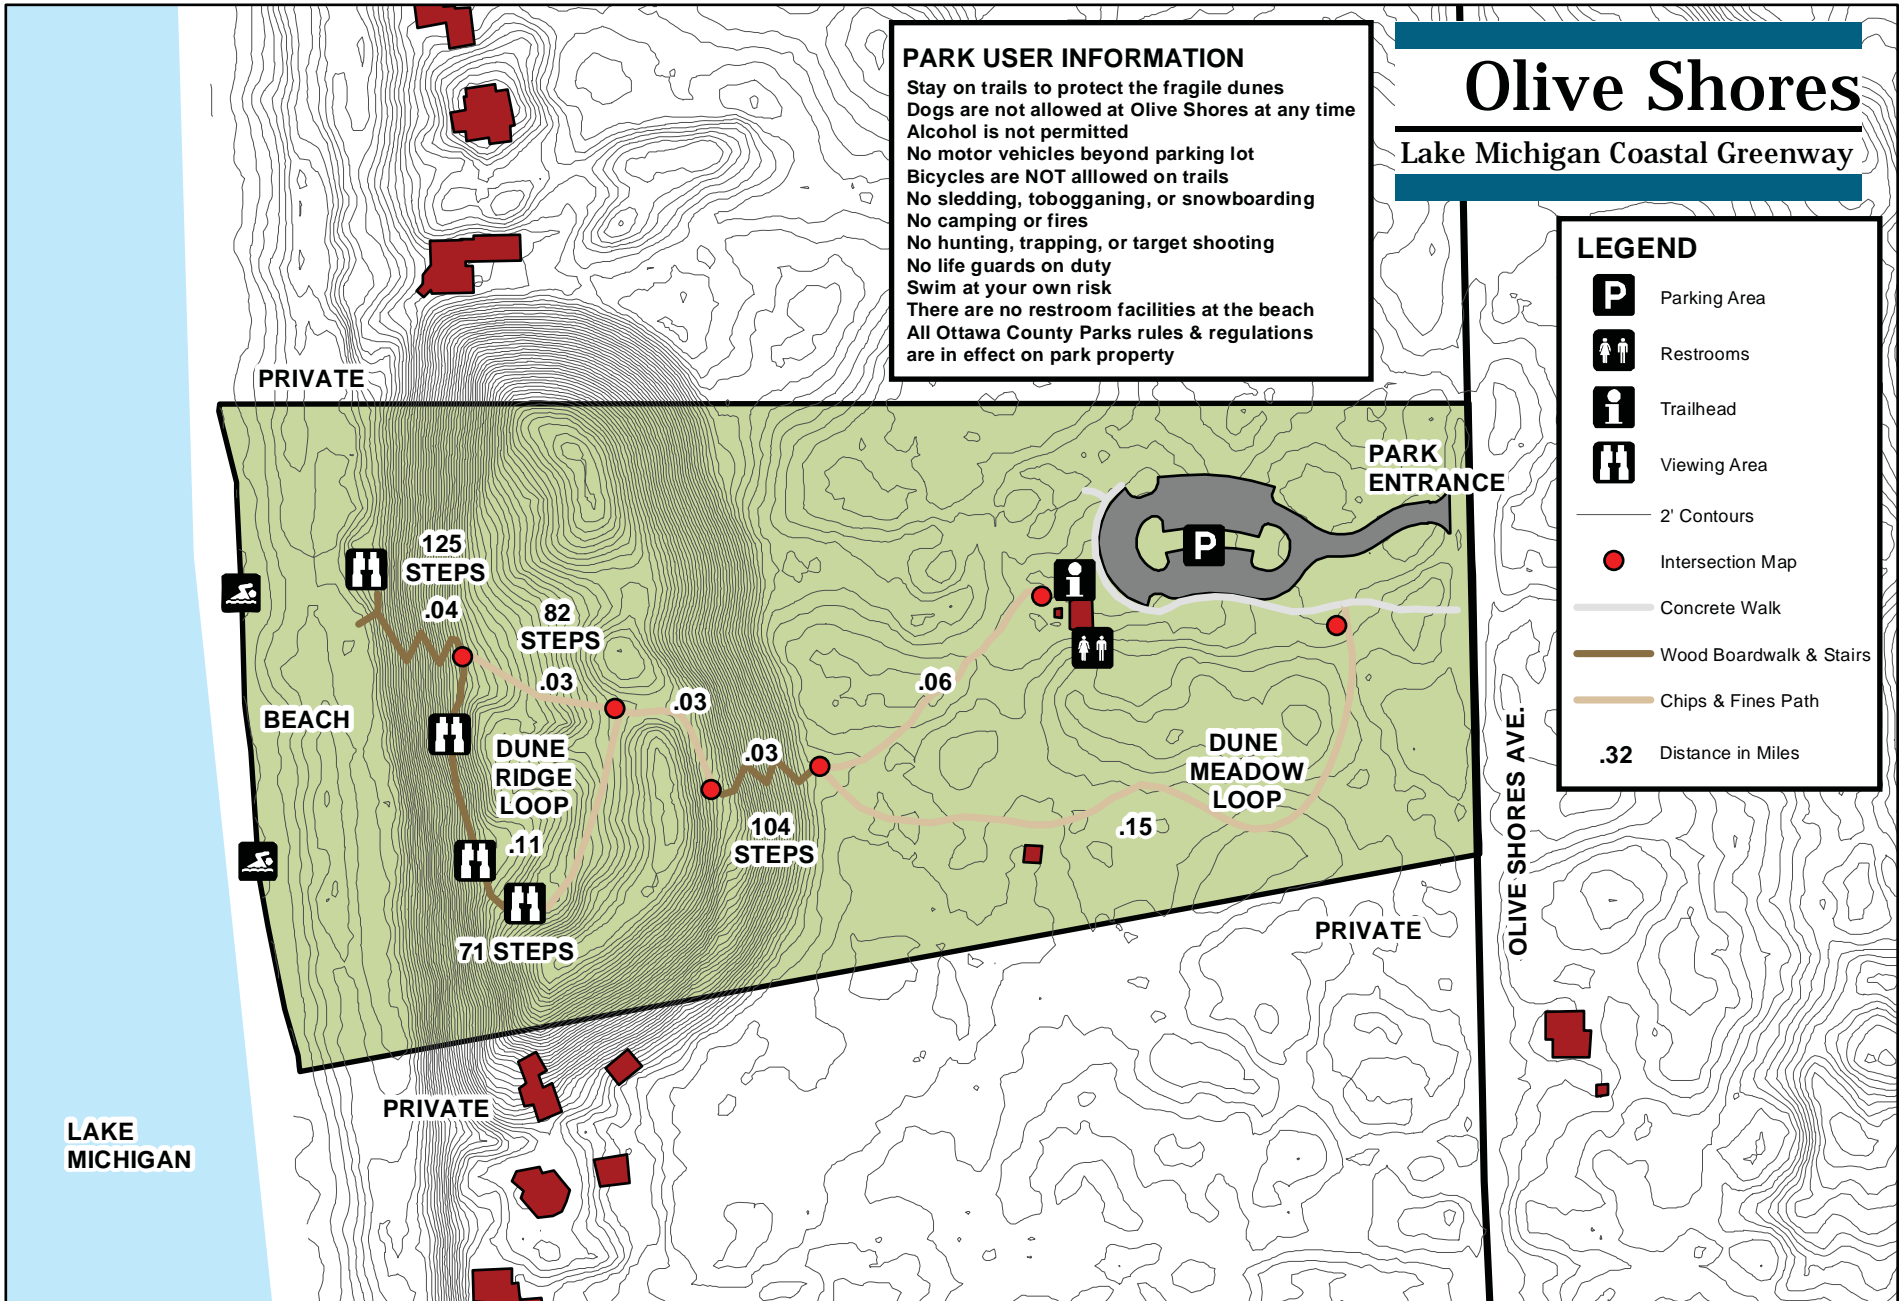 Olive Shores
Lake Michigan Coastal Greenway
PARK USER INFORMATION
Stay on trails to protect the fragile dunes
Dogs are not allowed at Olive Shores at any time
Alcohol is not permitted
No motor vehicles beyond parking lot
Bicycles are NOT alllowed on trails
No sledding, tobogganing, or snowboarding
No camping or fires
No hunting, trapping, or target shooting
No life guards on duty
Swim at your own risk
There are no restroom facilities at the beach
All Ottawa County Parks rules & regulations
are in effect on park property
LEGEND
P Parking Area
Restrooms
i Trailhead
Viewing Area
2' Contours
Intersection Map
Concrete Walk
Wood Boardwalk & Stairs
Chips & Fines Path
.32 Distance in Miles
PRIVATE
PARK
ENTRANCE
P
i
125
STEPS
.04
82
STEPS
.03
.03
.06
BEACH
DUNE
RIDGE
LOOP
.03
DUNE
MEADOW
LOOP
.11
104
STEPS
.15
71 STEPS
OLIVE SHORES AVE.
PRIVATE
PRIVATE
LAKE
MICHIGAN